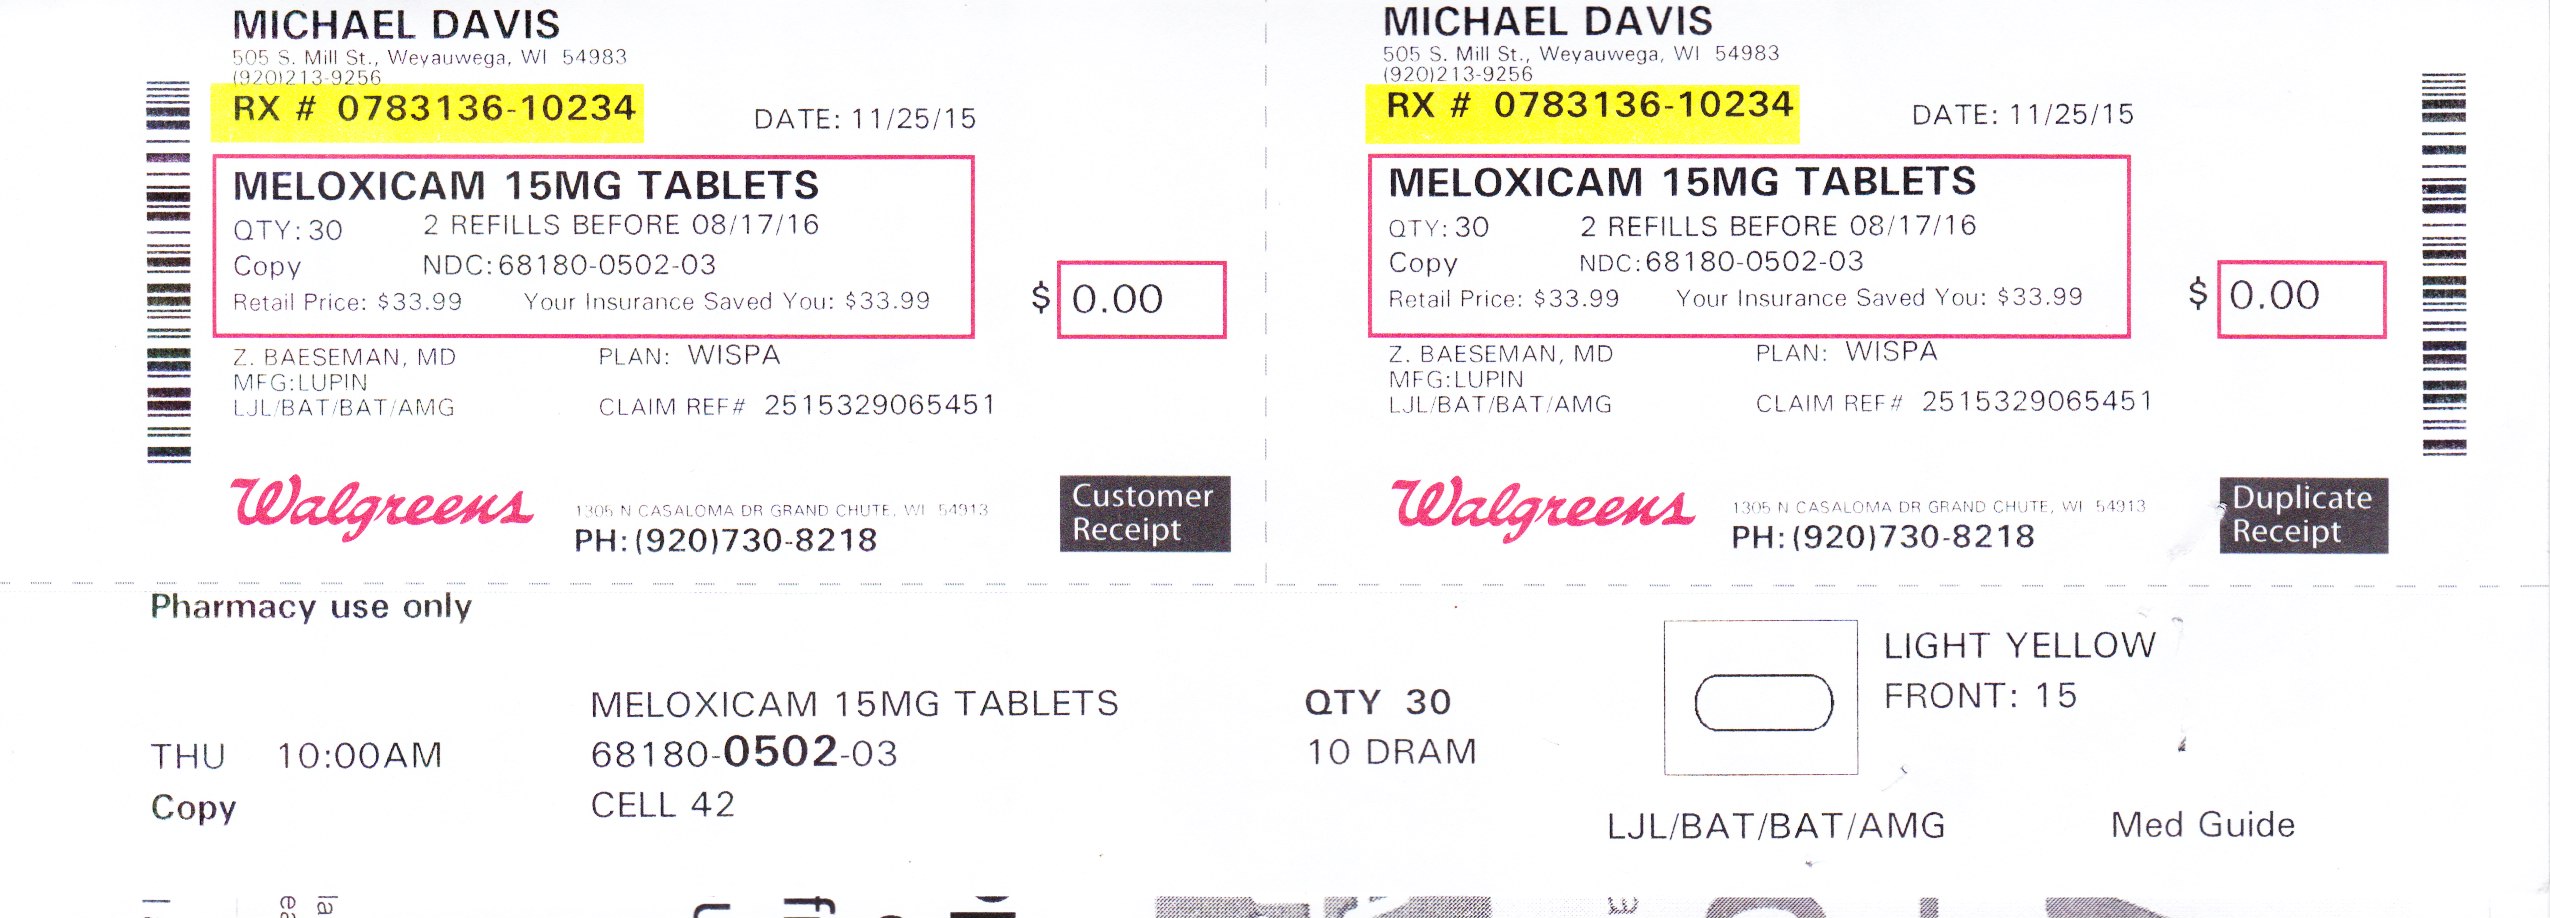 MICHAEL DAVIS
505 S. Mill St., Weyauwega, WI 54983
(920)213-9256
RX # 0783136-10234
DATE: 11/25/15
MELOXICAM 15MG TABLETS
QTY: 30 2 REFILLS BEFORE 08/17/16
Copy NDC: 68180-0502-03
Retail Price: $33.99 Your Insurance Saved You: $33.99
$ 0.00
Z. BAESEMAN, MD PLAN: WISPA
MFG:LUPIN
LJL/BAT/BAT/AMG CLAIM REF# 2515329065451
Walgreens
1305 N CASALOMA DR GRAND CHUTE, WI 54913
PH: (920)730-8218
Customer
Receipt
MICHAEL DAVIS
505 S. Mill St., Weyauwega, WI 54983
(920)213-9256
RX # 0783136-10234
DATE: 11/25/15
MELOXICAM 15MG TABLETS
QTY: 30 2 REFILLS BEFORE 08/17/16
Copy NDC: 68180-0502-03
Retail Price: $33.99 Your Insurance Saved You: $33.99
$ 0.00
Z. BAESEMAN, MD PLAN: WISPA
MFG:LUPIN
LJL/BAT/BAT/AMG CLAIM REF# 2515329065451
Walgreens
1305 N CASALOMA DR GRAND CHUTE, WI 54913
PH: (920)730-8218
Duplicate
Receipt
Pharmacy use only
MELOXICAM 15MG TABLETS
THU 10:00AM 68180-0502-03
Copy CELL 42
QTY 30
10 DRAM
LIGHT YELLOW
FRONT: 15
LJL/BAT/BAT/AMG Med Guide